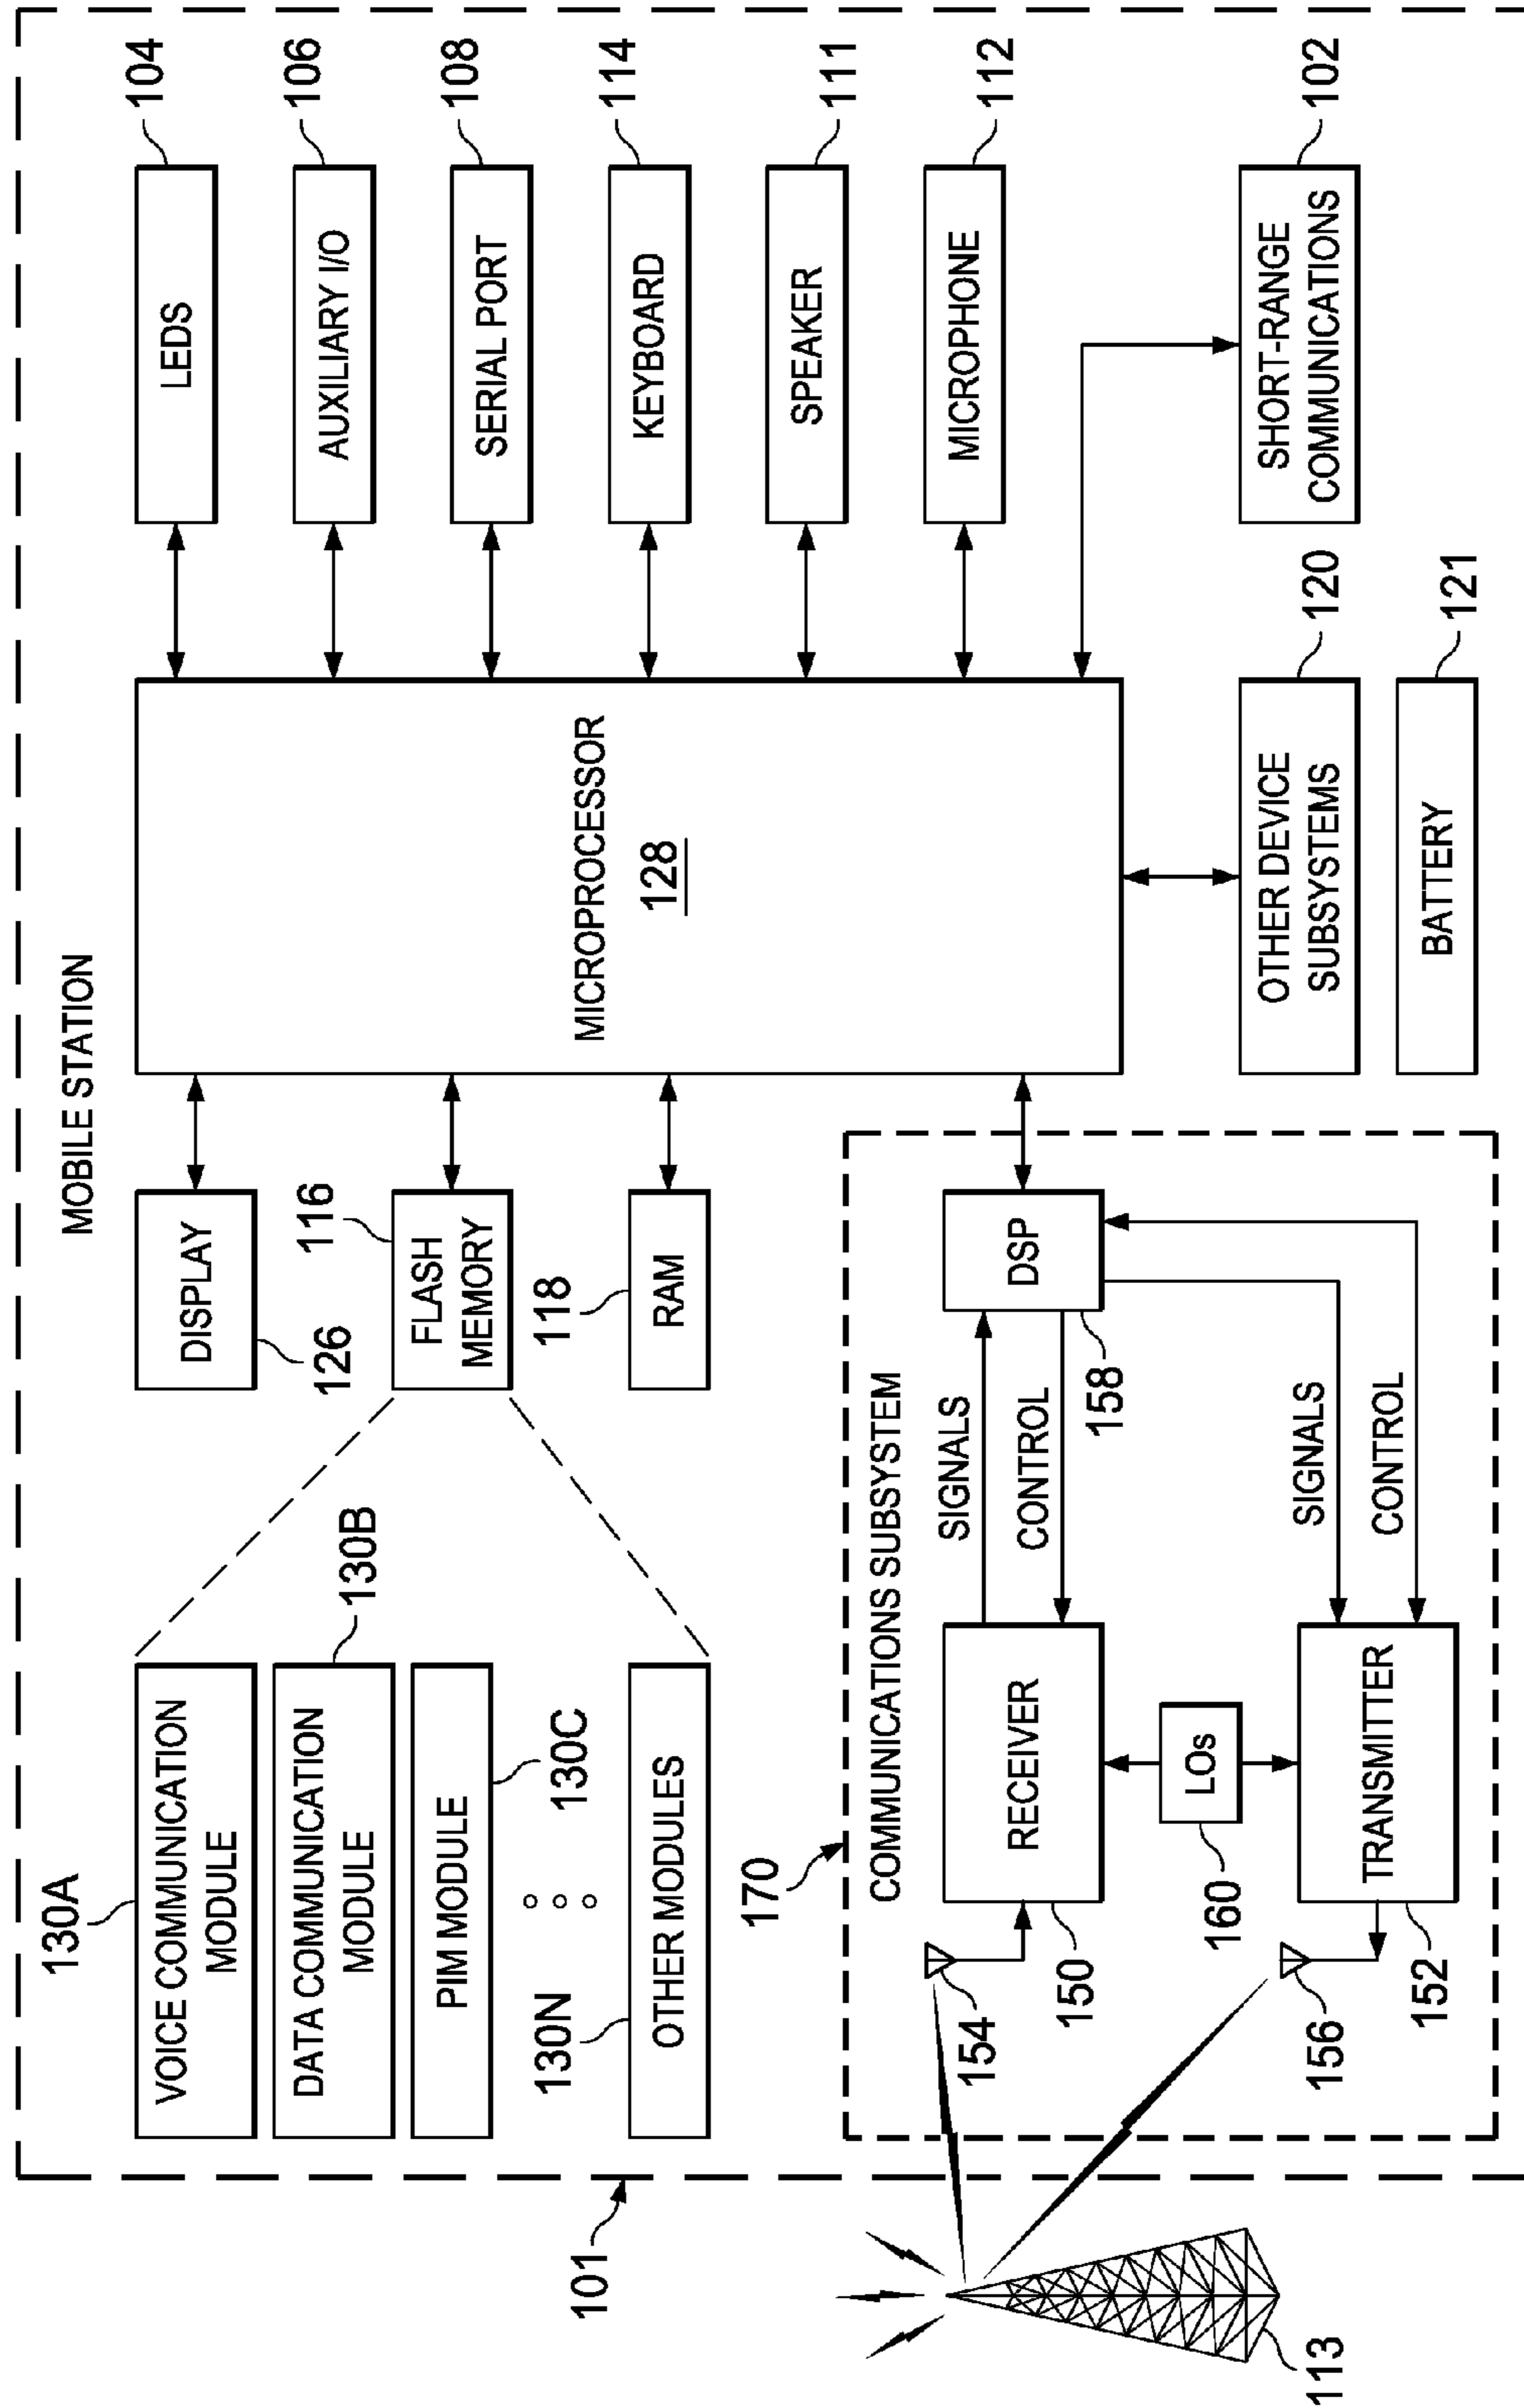 MOBILE STATION
130A
VOICE COMMUNICATION
MODULE
DATA COMMUNICATION
MODULE
130B
PIM MODULE
130C
130N
OTHER MODULES
DISPLAY
126
116
FLASH
MEMORY
118
RAM
MICROPROCESSOR
128
LEDS
104
AUXILIARY I/O
106
SERIAL PORT
108
KEYBOARD
114
SPEAKER
111
MICROPHONE
112
SHORT-RANGE
COMMUNICATIONS
102
OTHER DEVICE
SUBSYSTEMS
120
BATTERY
121
101
170
COMMUNICATIONS SUBSYSTEM
154
RECEIVER
150
SIGNALS
CONTROL
DSP
158
LOs
160
156
TRANSMITTER
152
SIGNALS
CONTROL
113